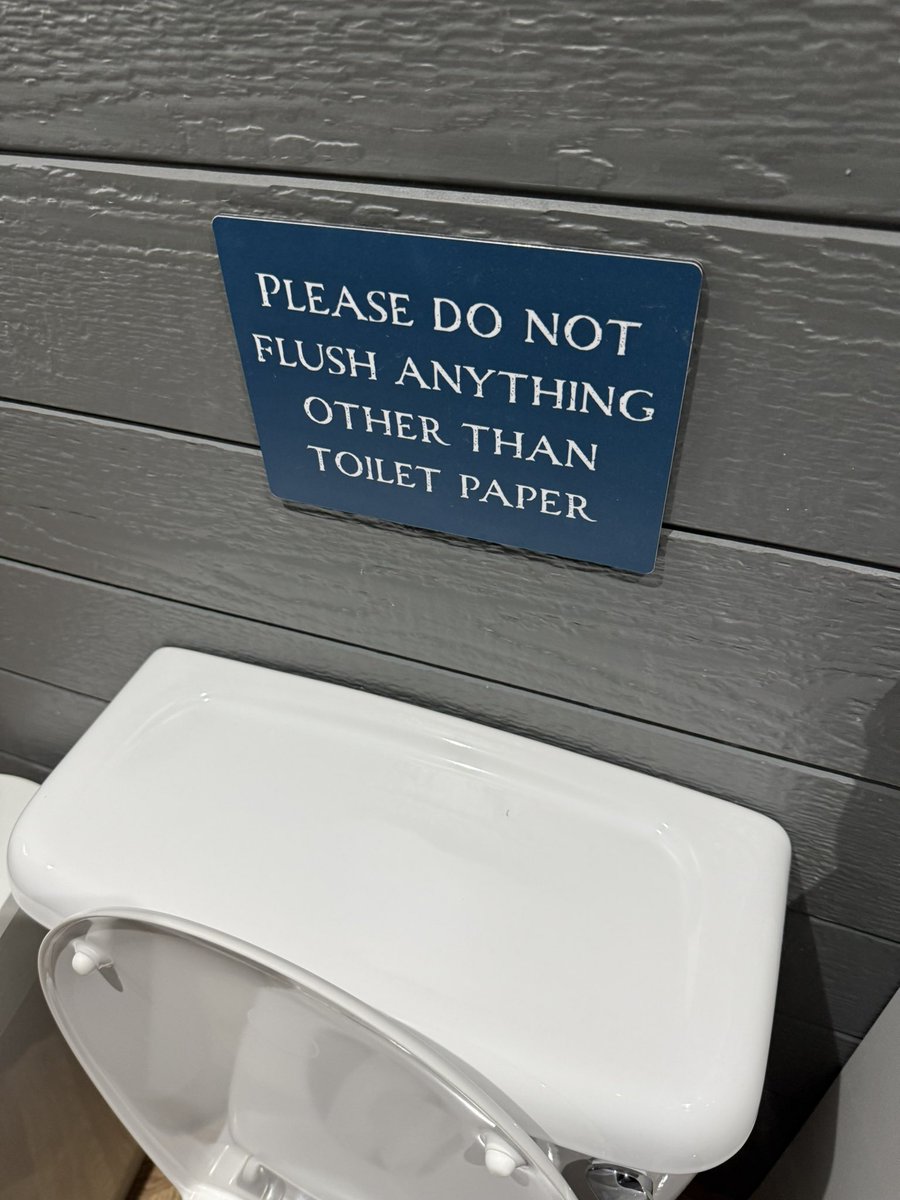 PLEASE DO NOT
FLUSH ANYTHING
OTHER THAN
TOILET PAPER